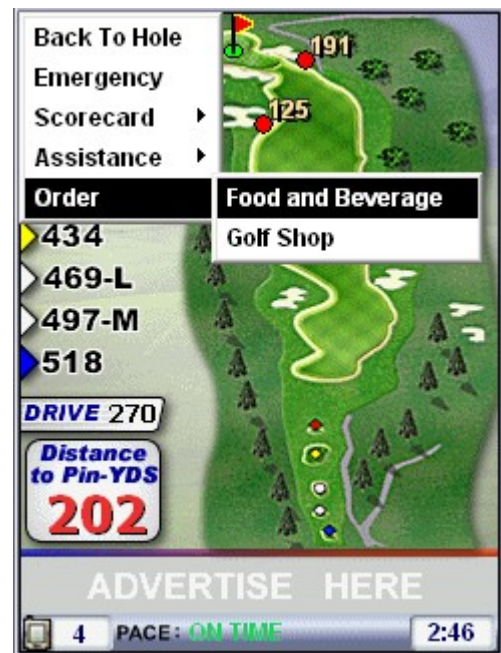 Back To Hole
Emergency
Scorecard
Assistance
Order
Food and Beverage
Golf Shop
191
125
434
469-L
497-M
518
DRIVE 270
Distance
to Pin-YDS
202
ADVERTISE HERE
4 PACE: ON TIME 2:46